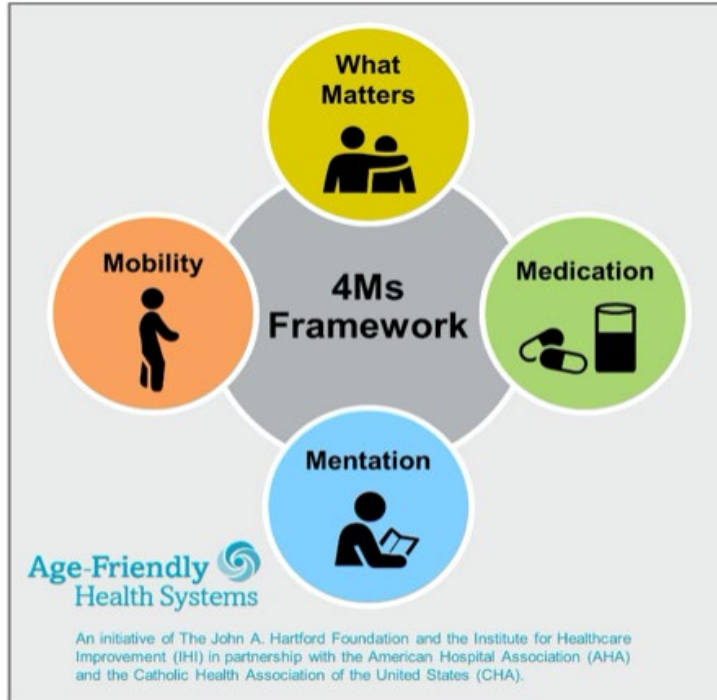 What
Matters
Mobility
4Ms
Framework
Medication
Mentation
Age-Friendly
Health Systems
An initiative of The John A. Hartford Foundation and the Institute for Healthcare
Improvement (IHI) in partnership with the American Hospital Association (AHA)
and the Catholic Health Association of the United States (CHA).